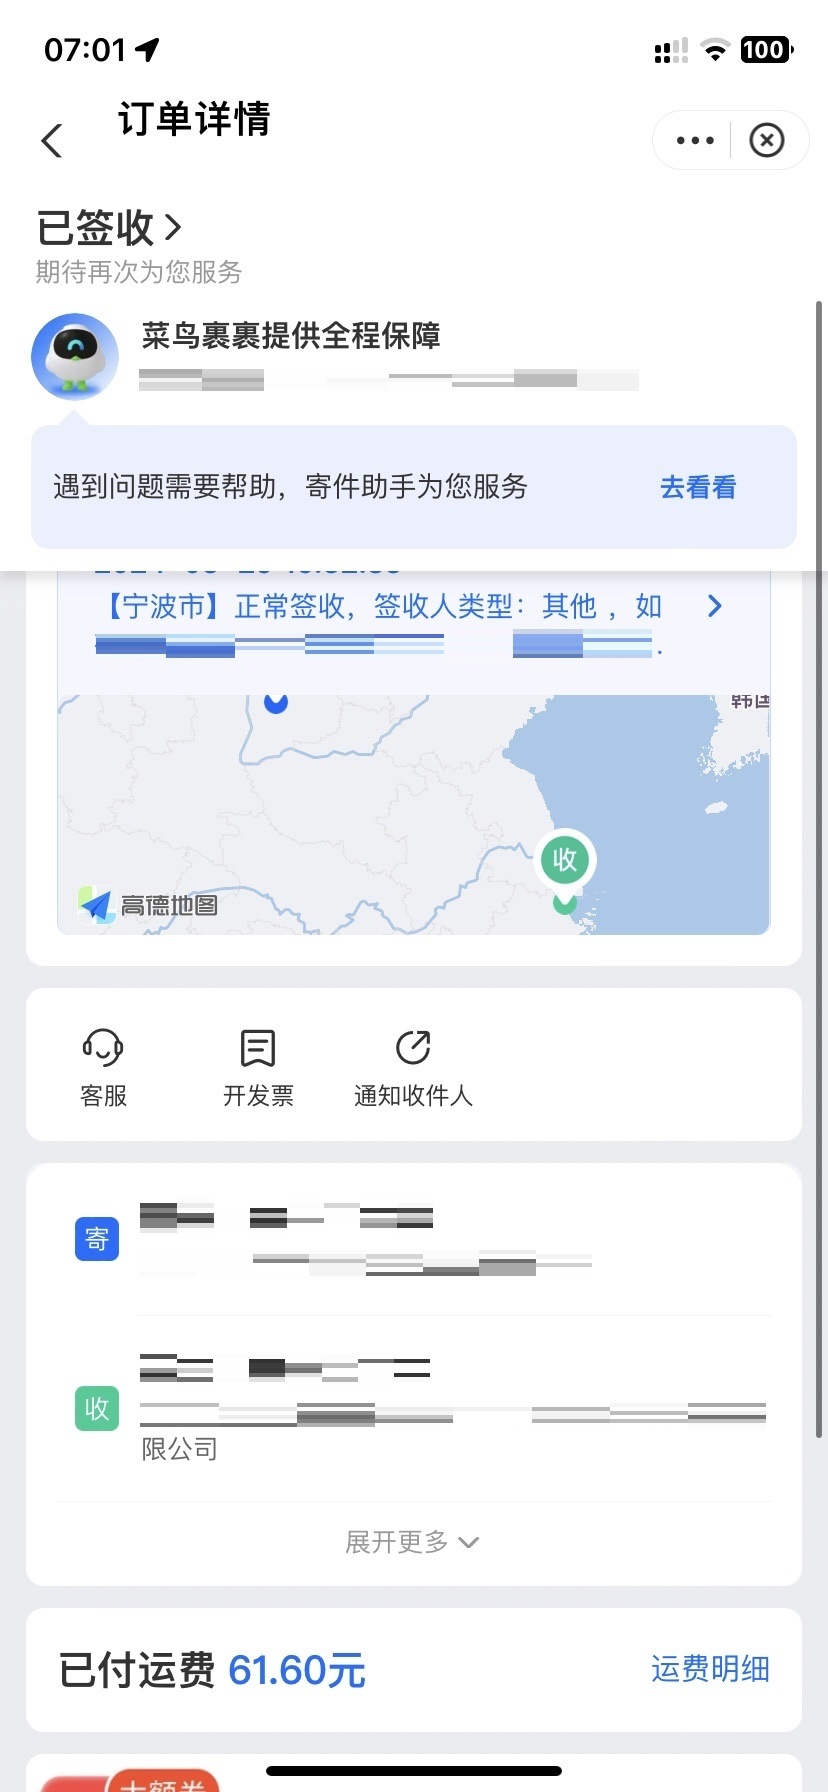 07:01
100
订单详情
已签收
期待再次为您服务
菜鸟裹裹提供全程保障
遇到问题需要帮助，寄件助手为您服务 去看看
【宁波市】正常签收，签收人类型：其他 ，如
韩国
收
高德地图
客服 开发票 通知收件人
寄
收
限公司
展开更多
已付运费 61.60元 运费明细
大额券